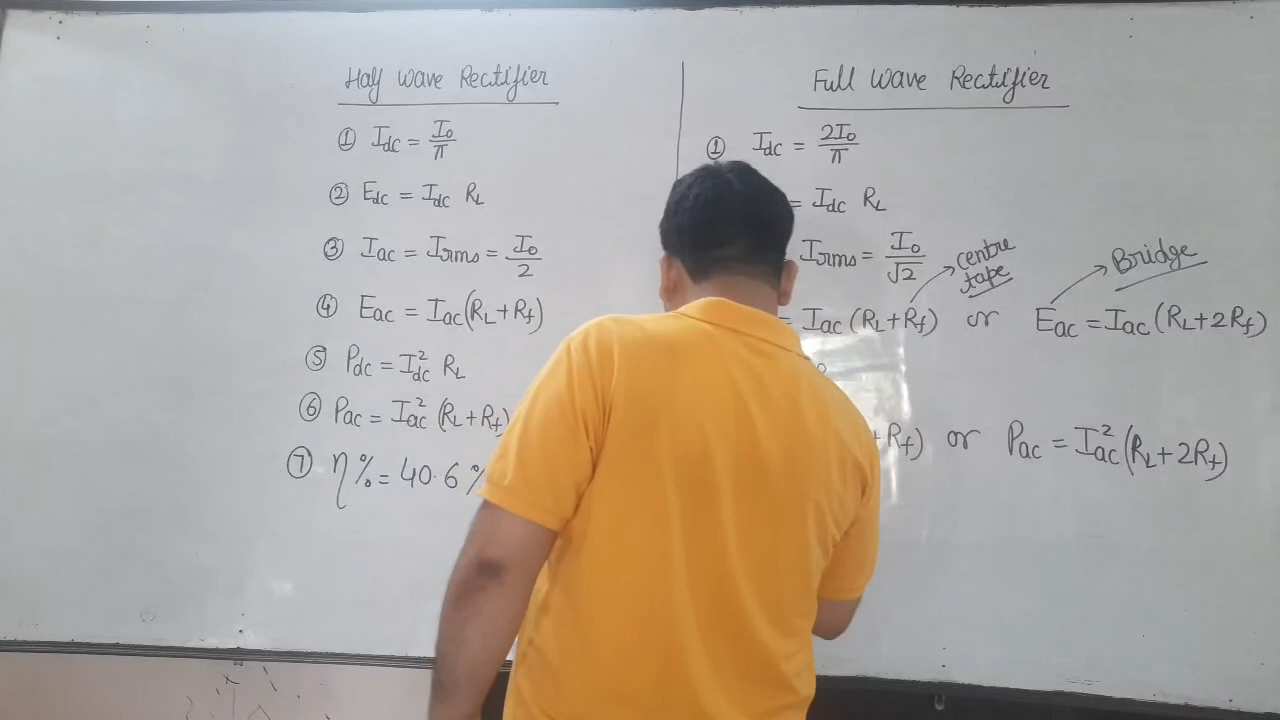 Half wave Rectifier
① Idc = I₀/π
② Edc = Idc RL
③ Iac = Irms = I₀/2
④ Eac = Iac(RL+Rf)
⑤ Pdc = I²dc RL
⑥ Pac = I²ac (RL+Rf)
⑦ η% = 40.6%
Full wave Rectifier
① Idc = 2I₀/π
= Idc RL
Irms = I₀/√2
centre tape
Bridge
= Iac (RL+Rf) or Eac = Iac (RL+2Rf)
+Rf) or Pac = I²ac (RL+2Rf)